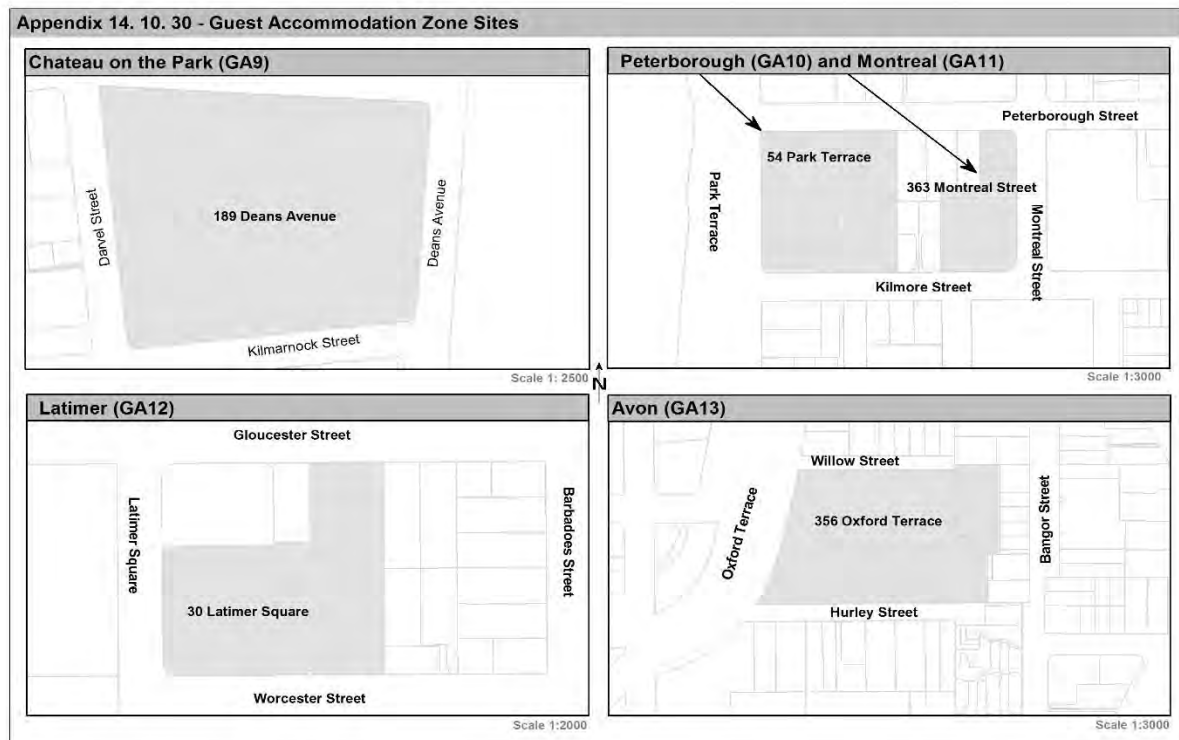 Appendix 14. 10. 30 - Guest Accommodation Zone Sites
Chateau on the Park (GA9)
189 Deans Avenue
Darvel Street
Deans Avenue
Kilmarnock Street
Scale 1: 2500
Peterborough (GA10) and Montreal (GA11)
Peterborough Street
54 Park Terrace
363 Montreal Street
Park Terrace
Montreal Street
Kilmore Street
Scale 1:3000
N
Latimer (GA12)
Gloucester Street
Latimer Square
Barbadoes Street
30 Latimer Square
Worcester Street
Scale 1:2000
Avon (GA13)
Willow Street
Oxford Terrace
356 Oxford Terrace
Bangor Street
Hurley Street
Scale 1:3000